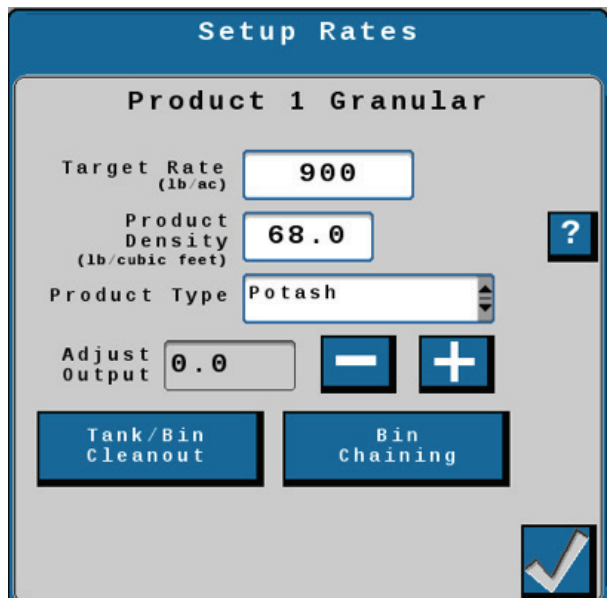 Setup Rates
Product 1 Granular
Target Rate
(lb/ac)
900
Product
Density
(lb/cubic feet)
68.0
?
Product Type
Potash
Adjust
Output
0.0
Tank/Bin
Cleanout
Bin
Chaining